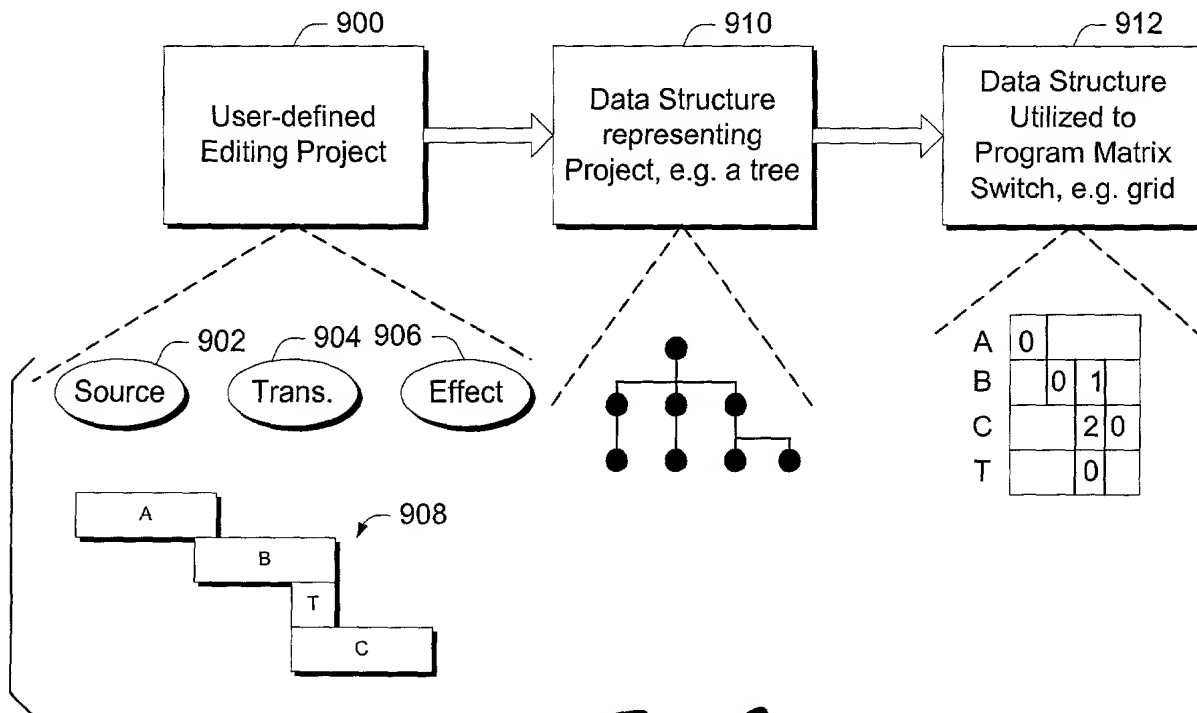 900
910
912
User-defined
Editing Project
Data Structure
representing
Project, e.g. a tree
Data Structure
Utilized to
Program Matrix
Switch, e.g. grid
902
904
906
Source
Trans.
Effect
A
B
T
C
908
A 0
B 0 1
C 2 0
T 0